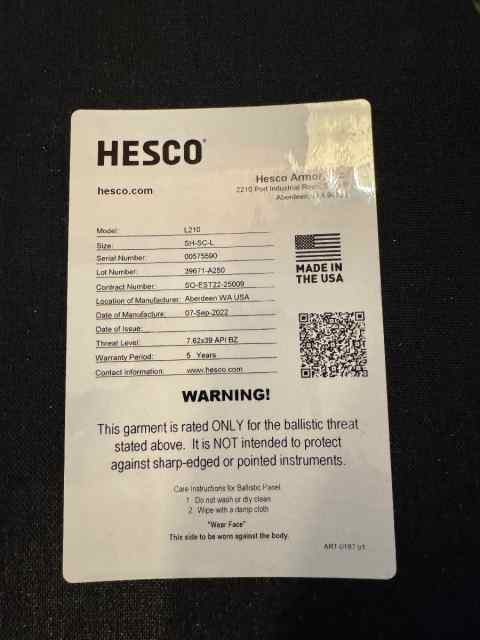 HESCO
hesco.com
Hesco Armor
2210 Port Industrial
Aberdeen,
Model: L210
Size: SH-SC-L
Serial Number: 00575590
Lot Number: 39671-A250
Contract Number: SO-EST22-25009
Location of Manufacturer: Aberdeen WA USA
Date of Manufacture: 07-Sep-2022
Date of Issue:
Threat Level: 7.62x39 API BZ
Warranty Period: 5 Years
Contact Information: www.hesco.com
MADE IN
THE USA
WARNING!
This garment is rated ONLY for the ballistic threat
stated above. It is NOT intended to protect
against sharp-edged or pointed instruments.
Care Instructions for Ballistic Panel
1 Do not wash or dry clean
2 Wipe with a damp cloth
"Wear Face"
This side to be worn against the body.